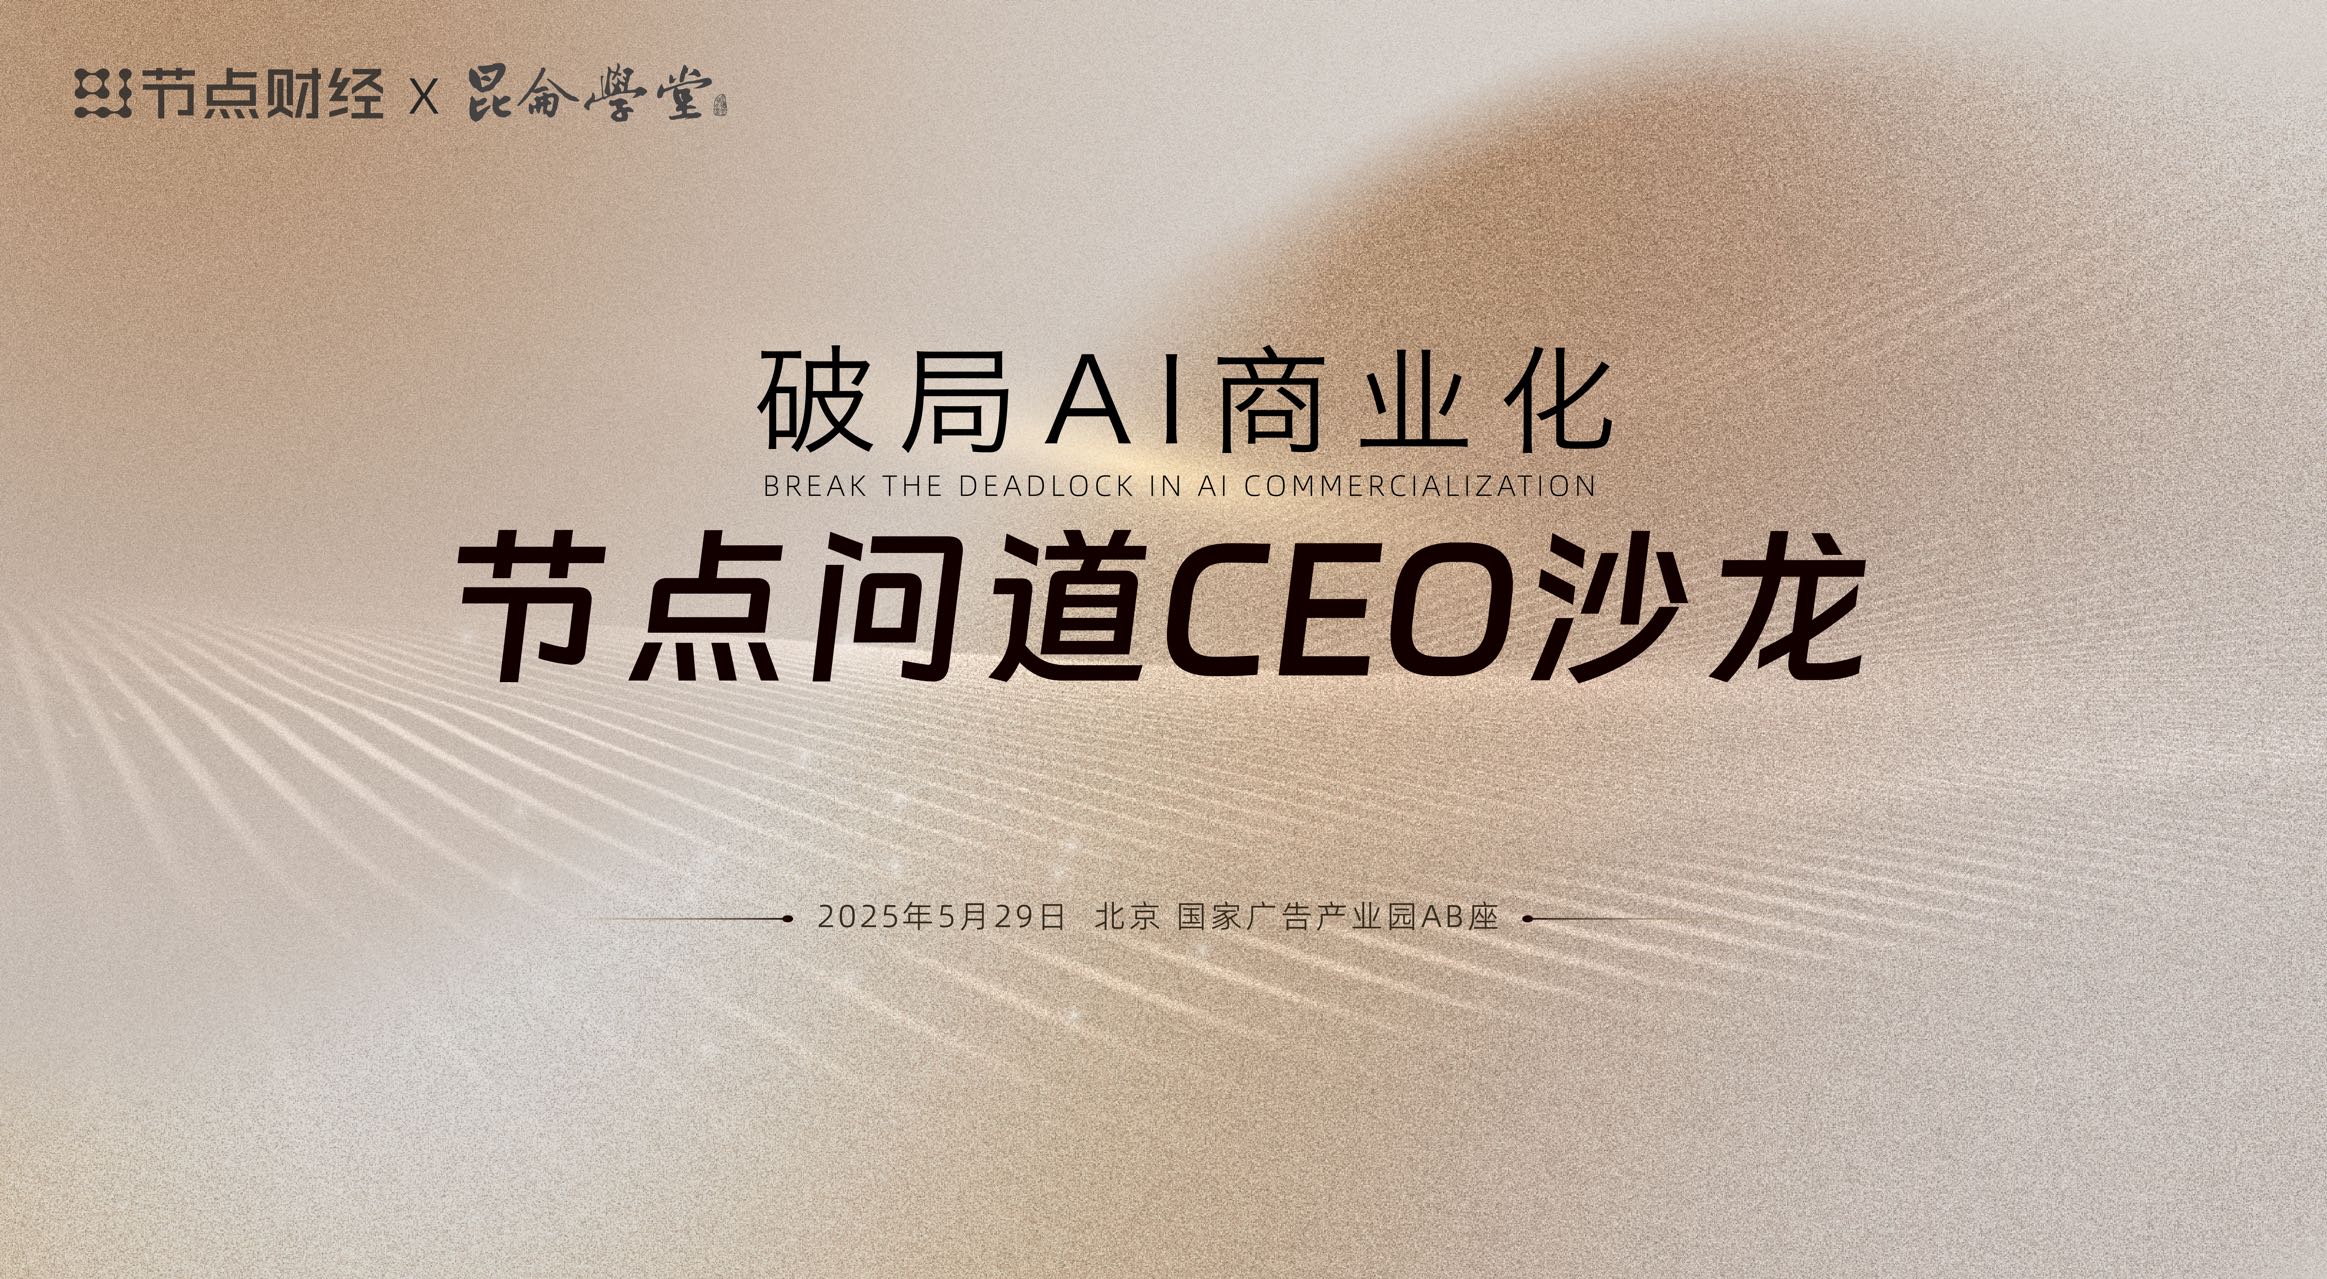 节点财经 X 昆侖學堂
破局AI商业化
BREAK THE DEADLOCK IN AI COMMERCIALIZATION
节点问道CEO沙龙
2025年5月29日 北京 国家广告产业园AB座